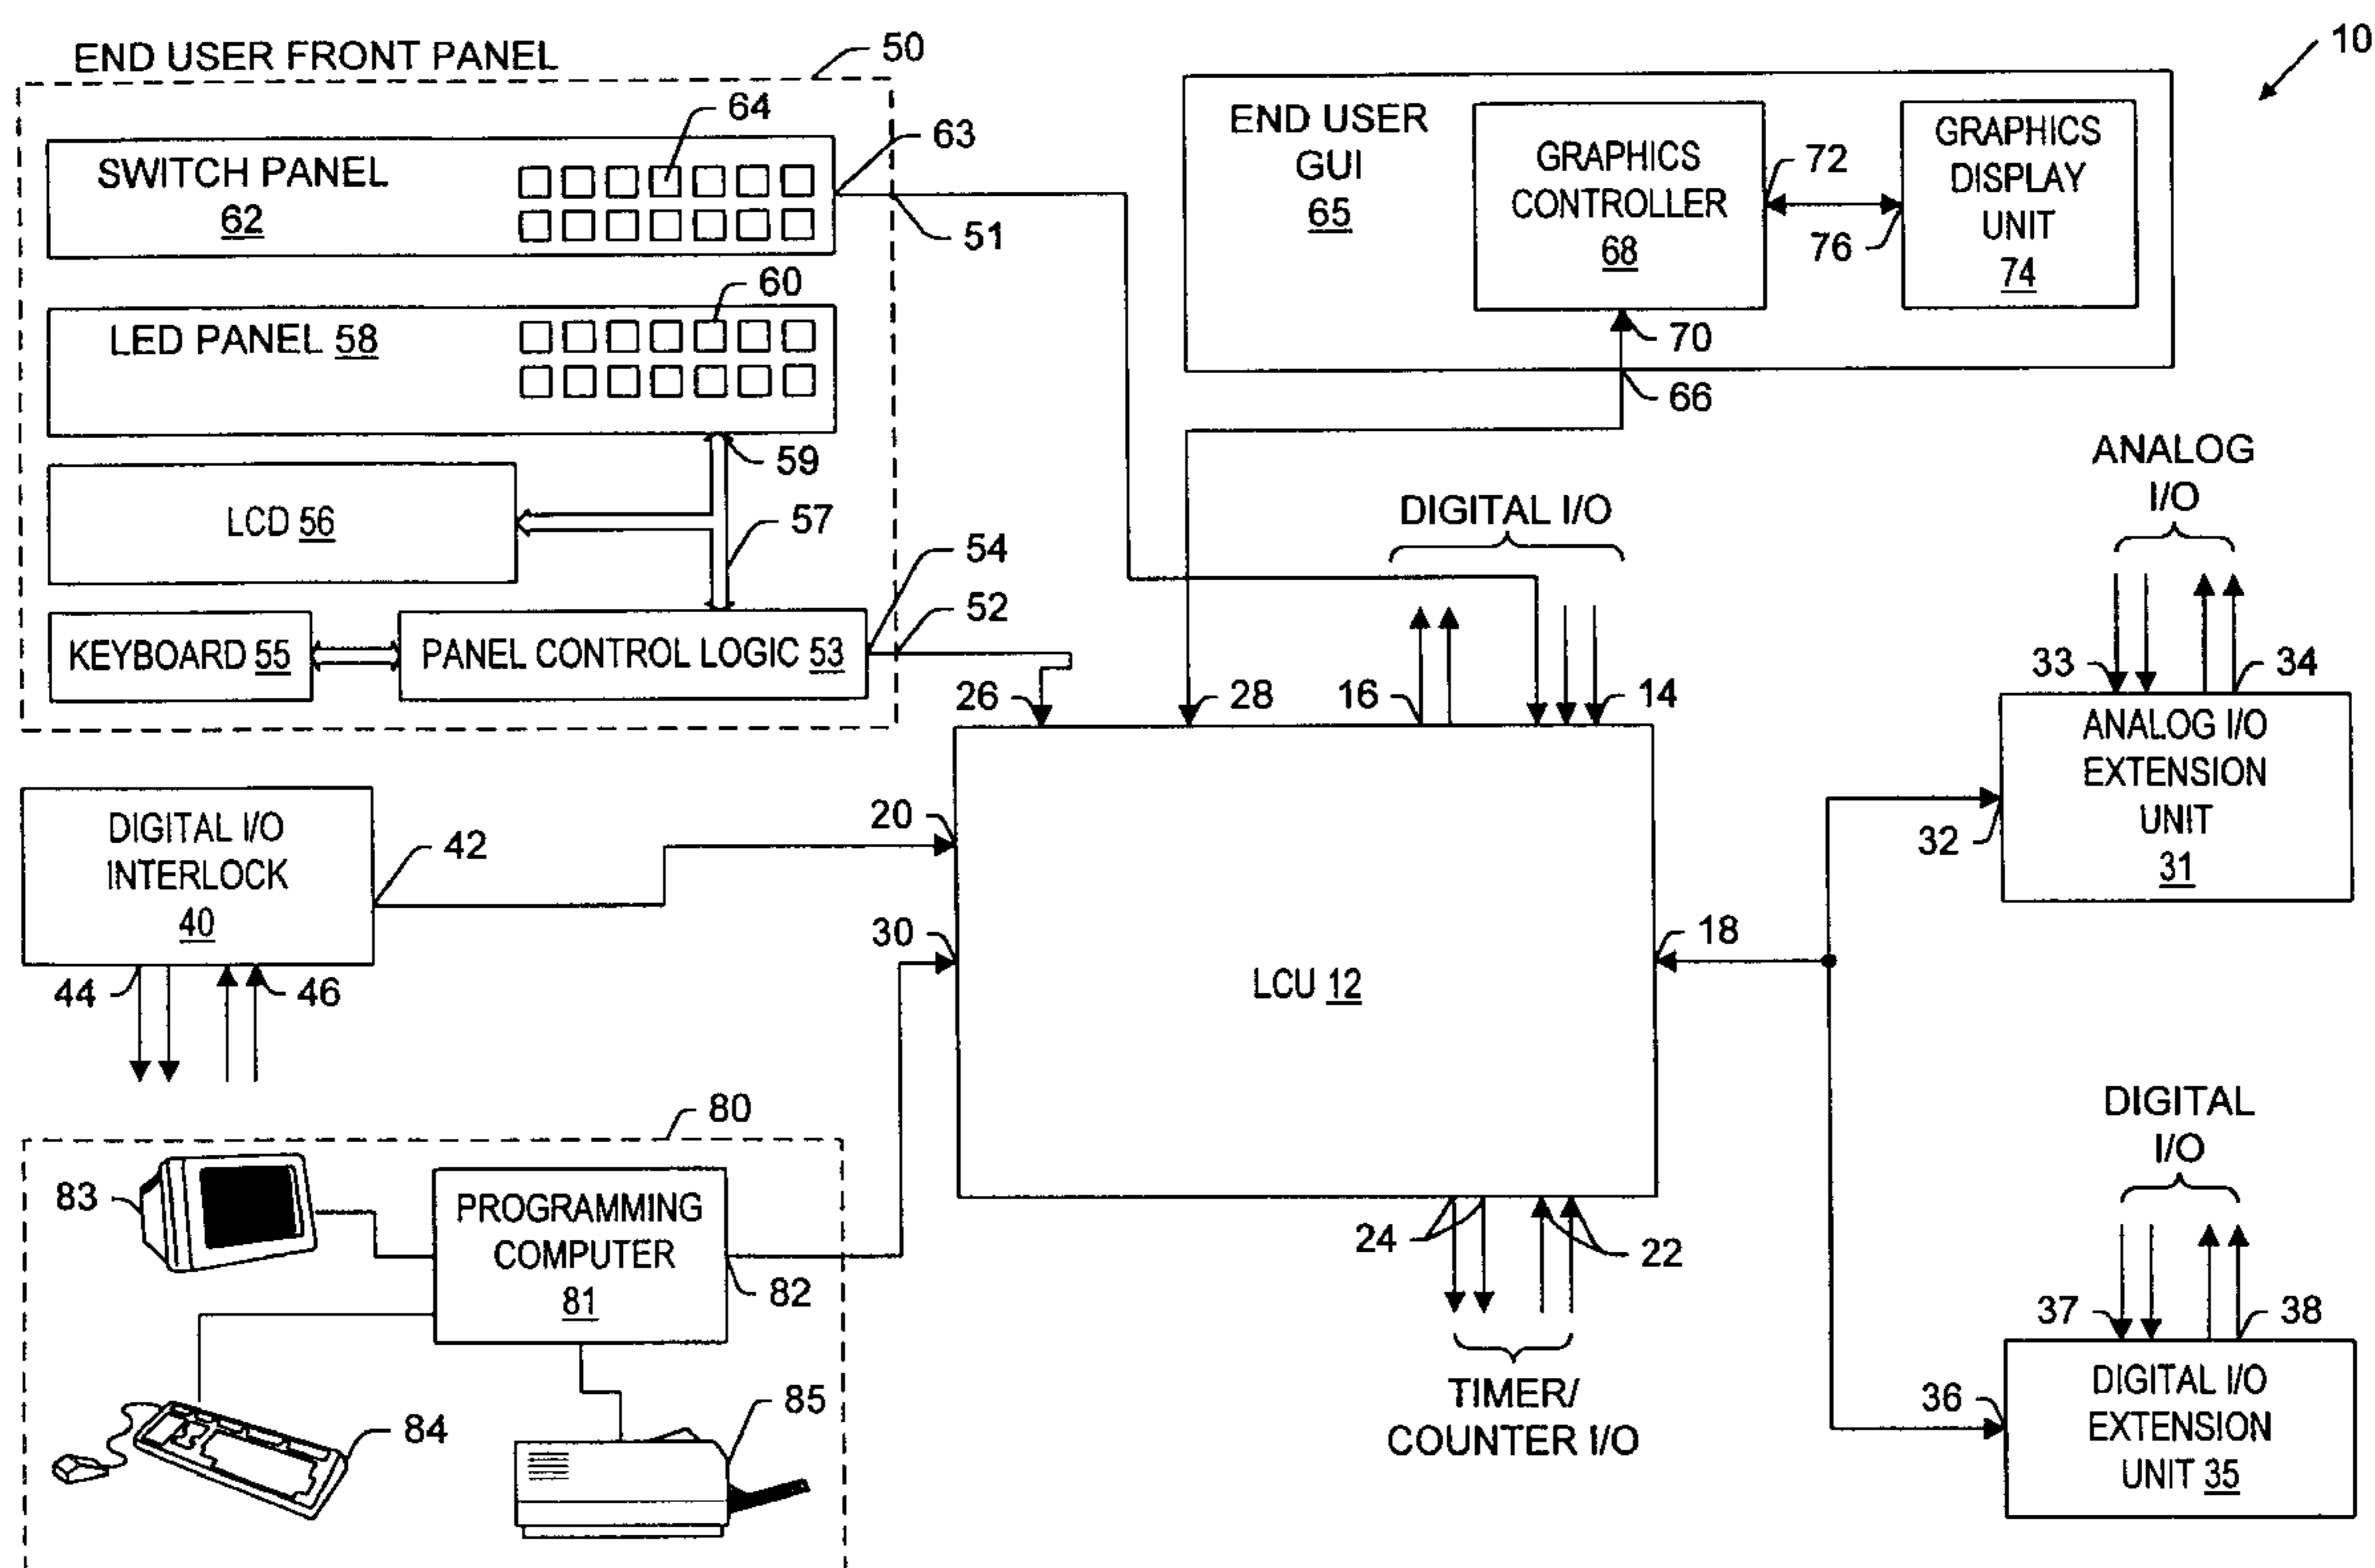 10
END USER FRONT PANEL
50
SWITCH PANEL
62
64
63
51
LED PANEL 58
60
59
LCD 56
57
54
52
KEYBOARD 55
PANEL CONTROL LOGIC 53
END USER
GUI
65
GRAPHICS
CONTROLLER
68
72
76
GRAPHICS
DISPLAY
UNIT
74
70
66
DIGITAL I/O
ANALOG
I/O
26
28
16
14
33
34
ANALOG I/O
EXTENSION
UNIT
31
32
DIGITAL I/O
INTERLOCK
40
42
44
46
20
30
LCU 12
18
80
83
PROGRAMMING
COMPUTER
81
82
84
85
24
22
TIMER/
COUNTER I/O
DIGITAL
I/O
37
38
36
DIGITAL I/O
EXTENSION
UNIT 35